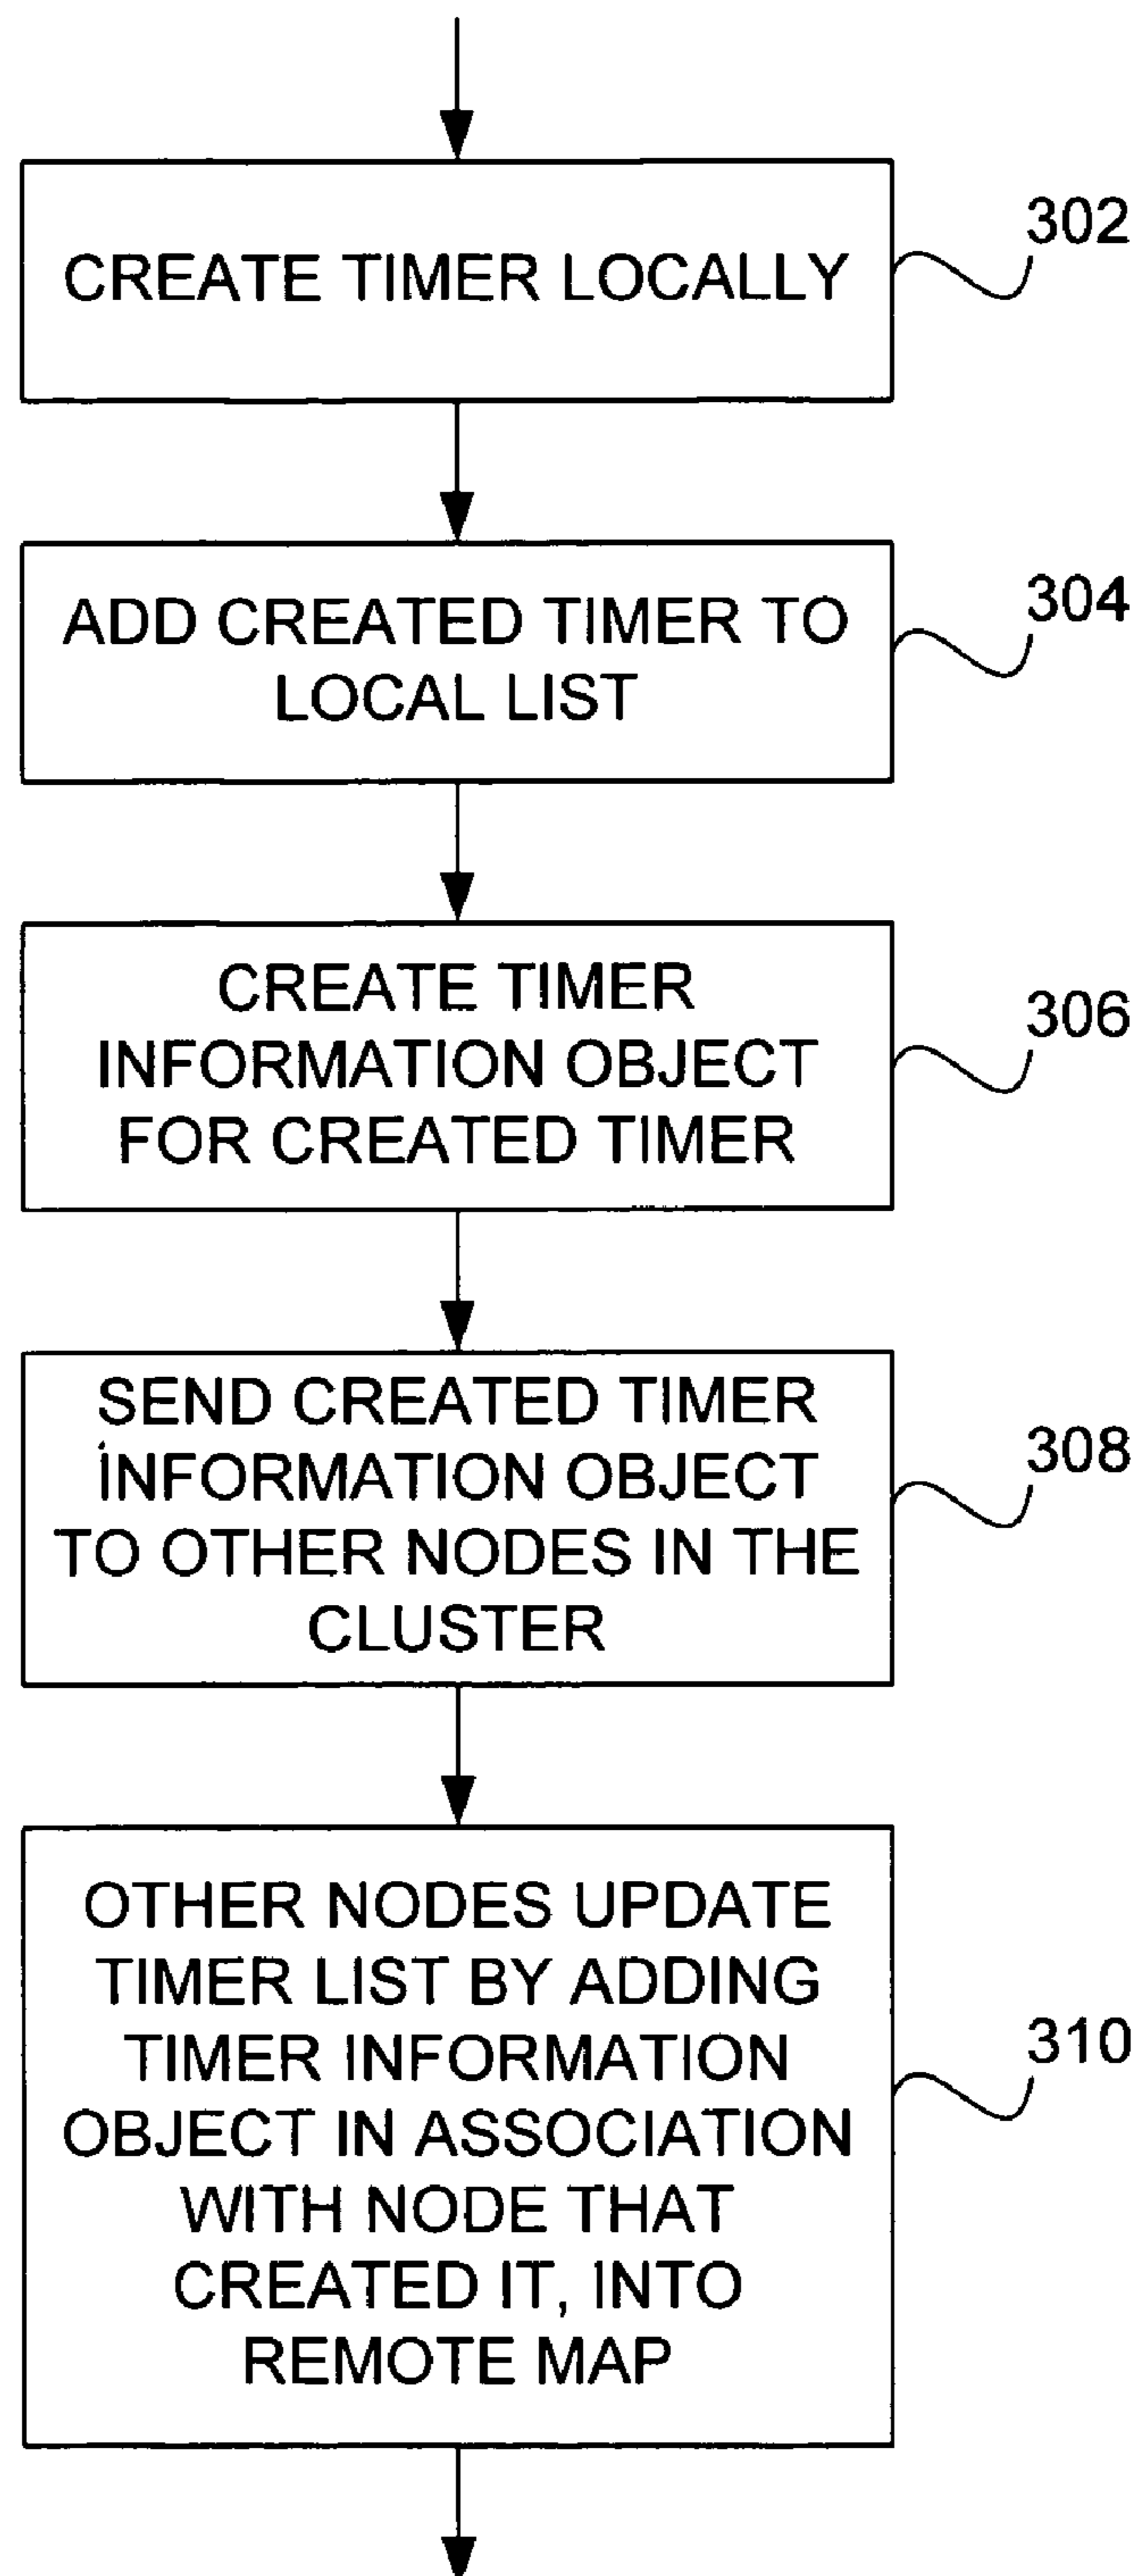 302
CREATE TIMER LOCALLY
304
ADD CREATED TIMER TO
LOCAL LIST
306
CREATE TIMER
INFORMATION OBJECT
FOR CREATED TIMER
308
SEND CREATED TIMER
INFORMATION OBJECT
TO OTHER NODES IN THE
CLUSTER
310
OTHER NODES UPDATE
TIMER LIST BY ADDING
TIMER INFORMATION
OBJECT IN ASSOCIATION
WITH NODE THAT
CREATED IT, INTO
REMOTE MAP